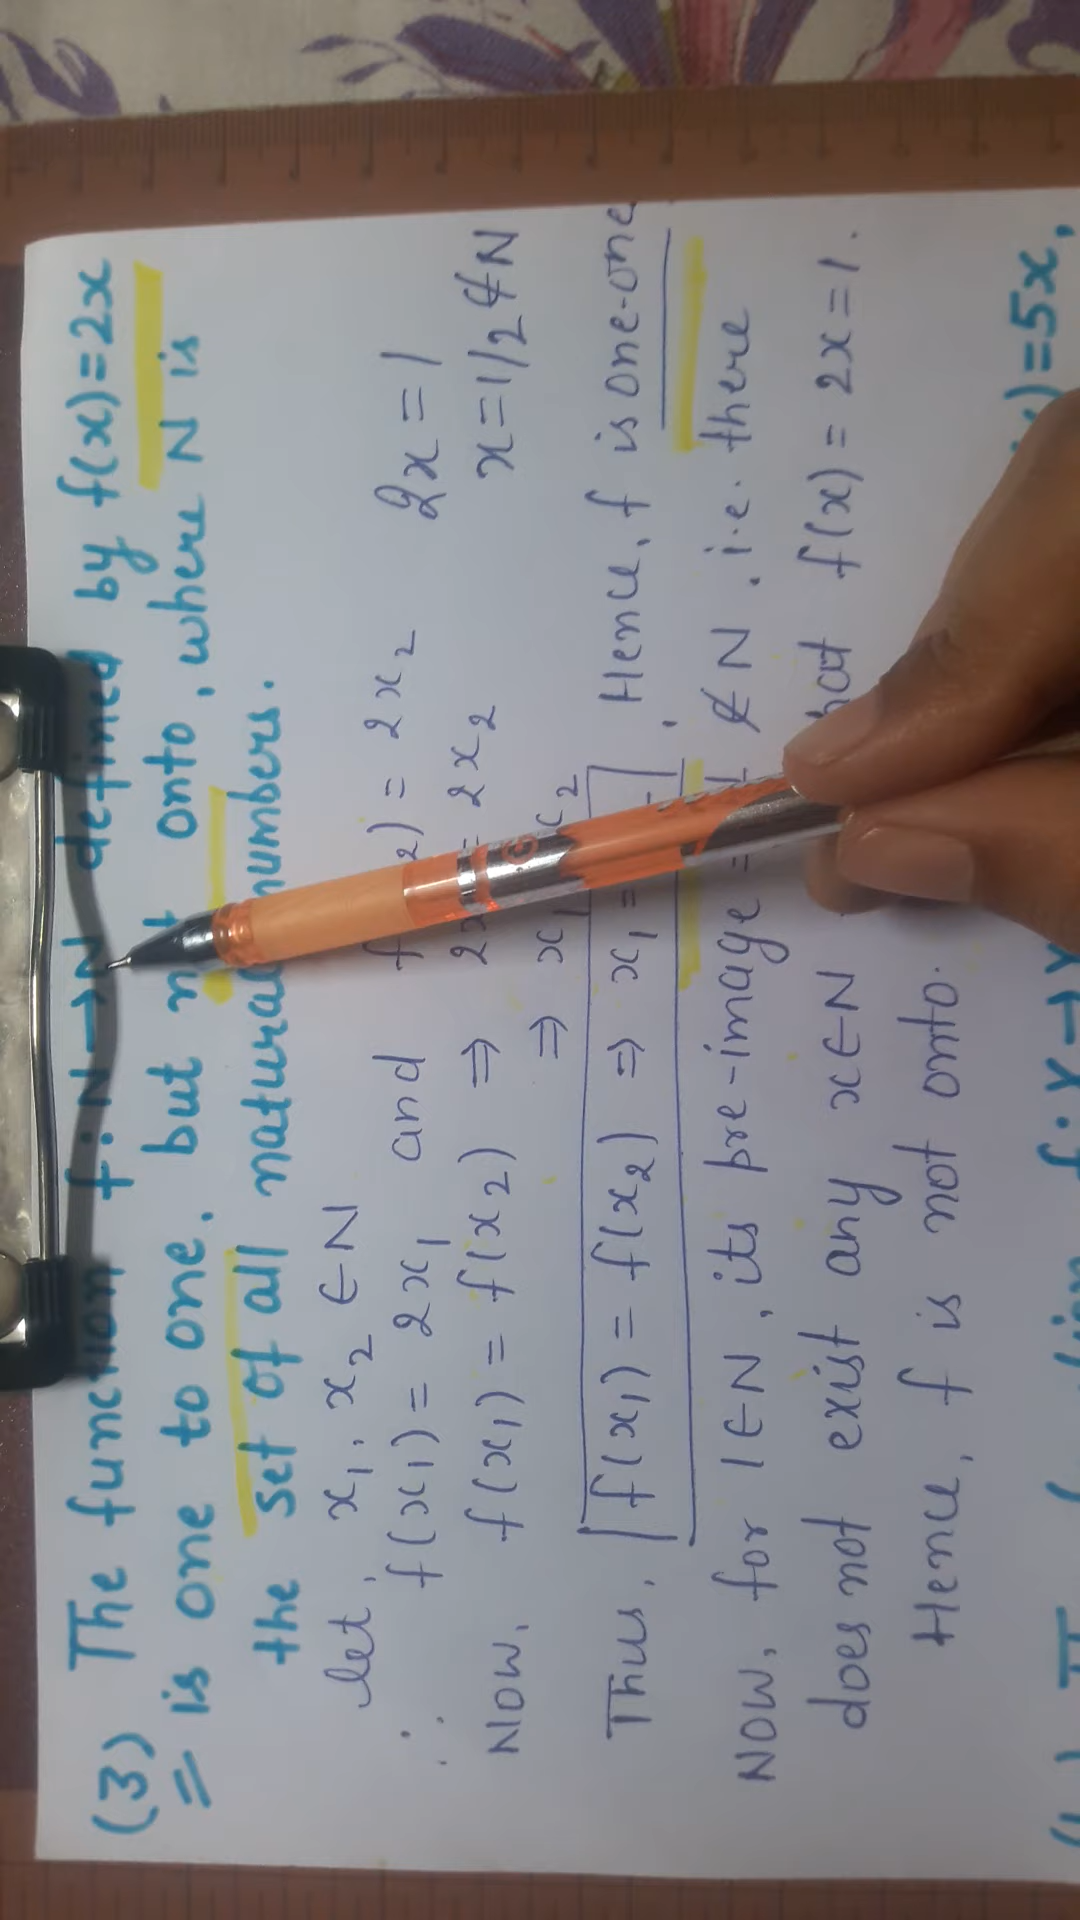 (3) The function f: N→N defined by f(x)=2x
is one to one. but not onto, where N is
the set of all natural numbers.
Let, x₁, x₂ ∈ N
∴ f(x₁) = 2x₁ and f(x₂) = 2x₂ 2x = 1
Now, f(x₁) = f(x₂) ⇒ 2x₁ = 2x₂ x = 1/2 ∉ N
⇒ x₁ = x₂
Thus, f(x₁) = f(x₂) ⇒ x₁ = . Hence, f is one-one
Now, for 1∈N, its pre-image = ∉ N. i.e. there
does not exist any x∈N that f(x) = 2x = 1.
Hence, f is not onto.
f: Y→Y =5x,